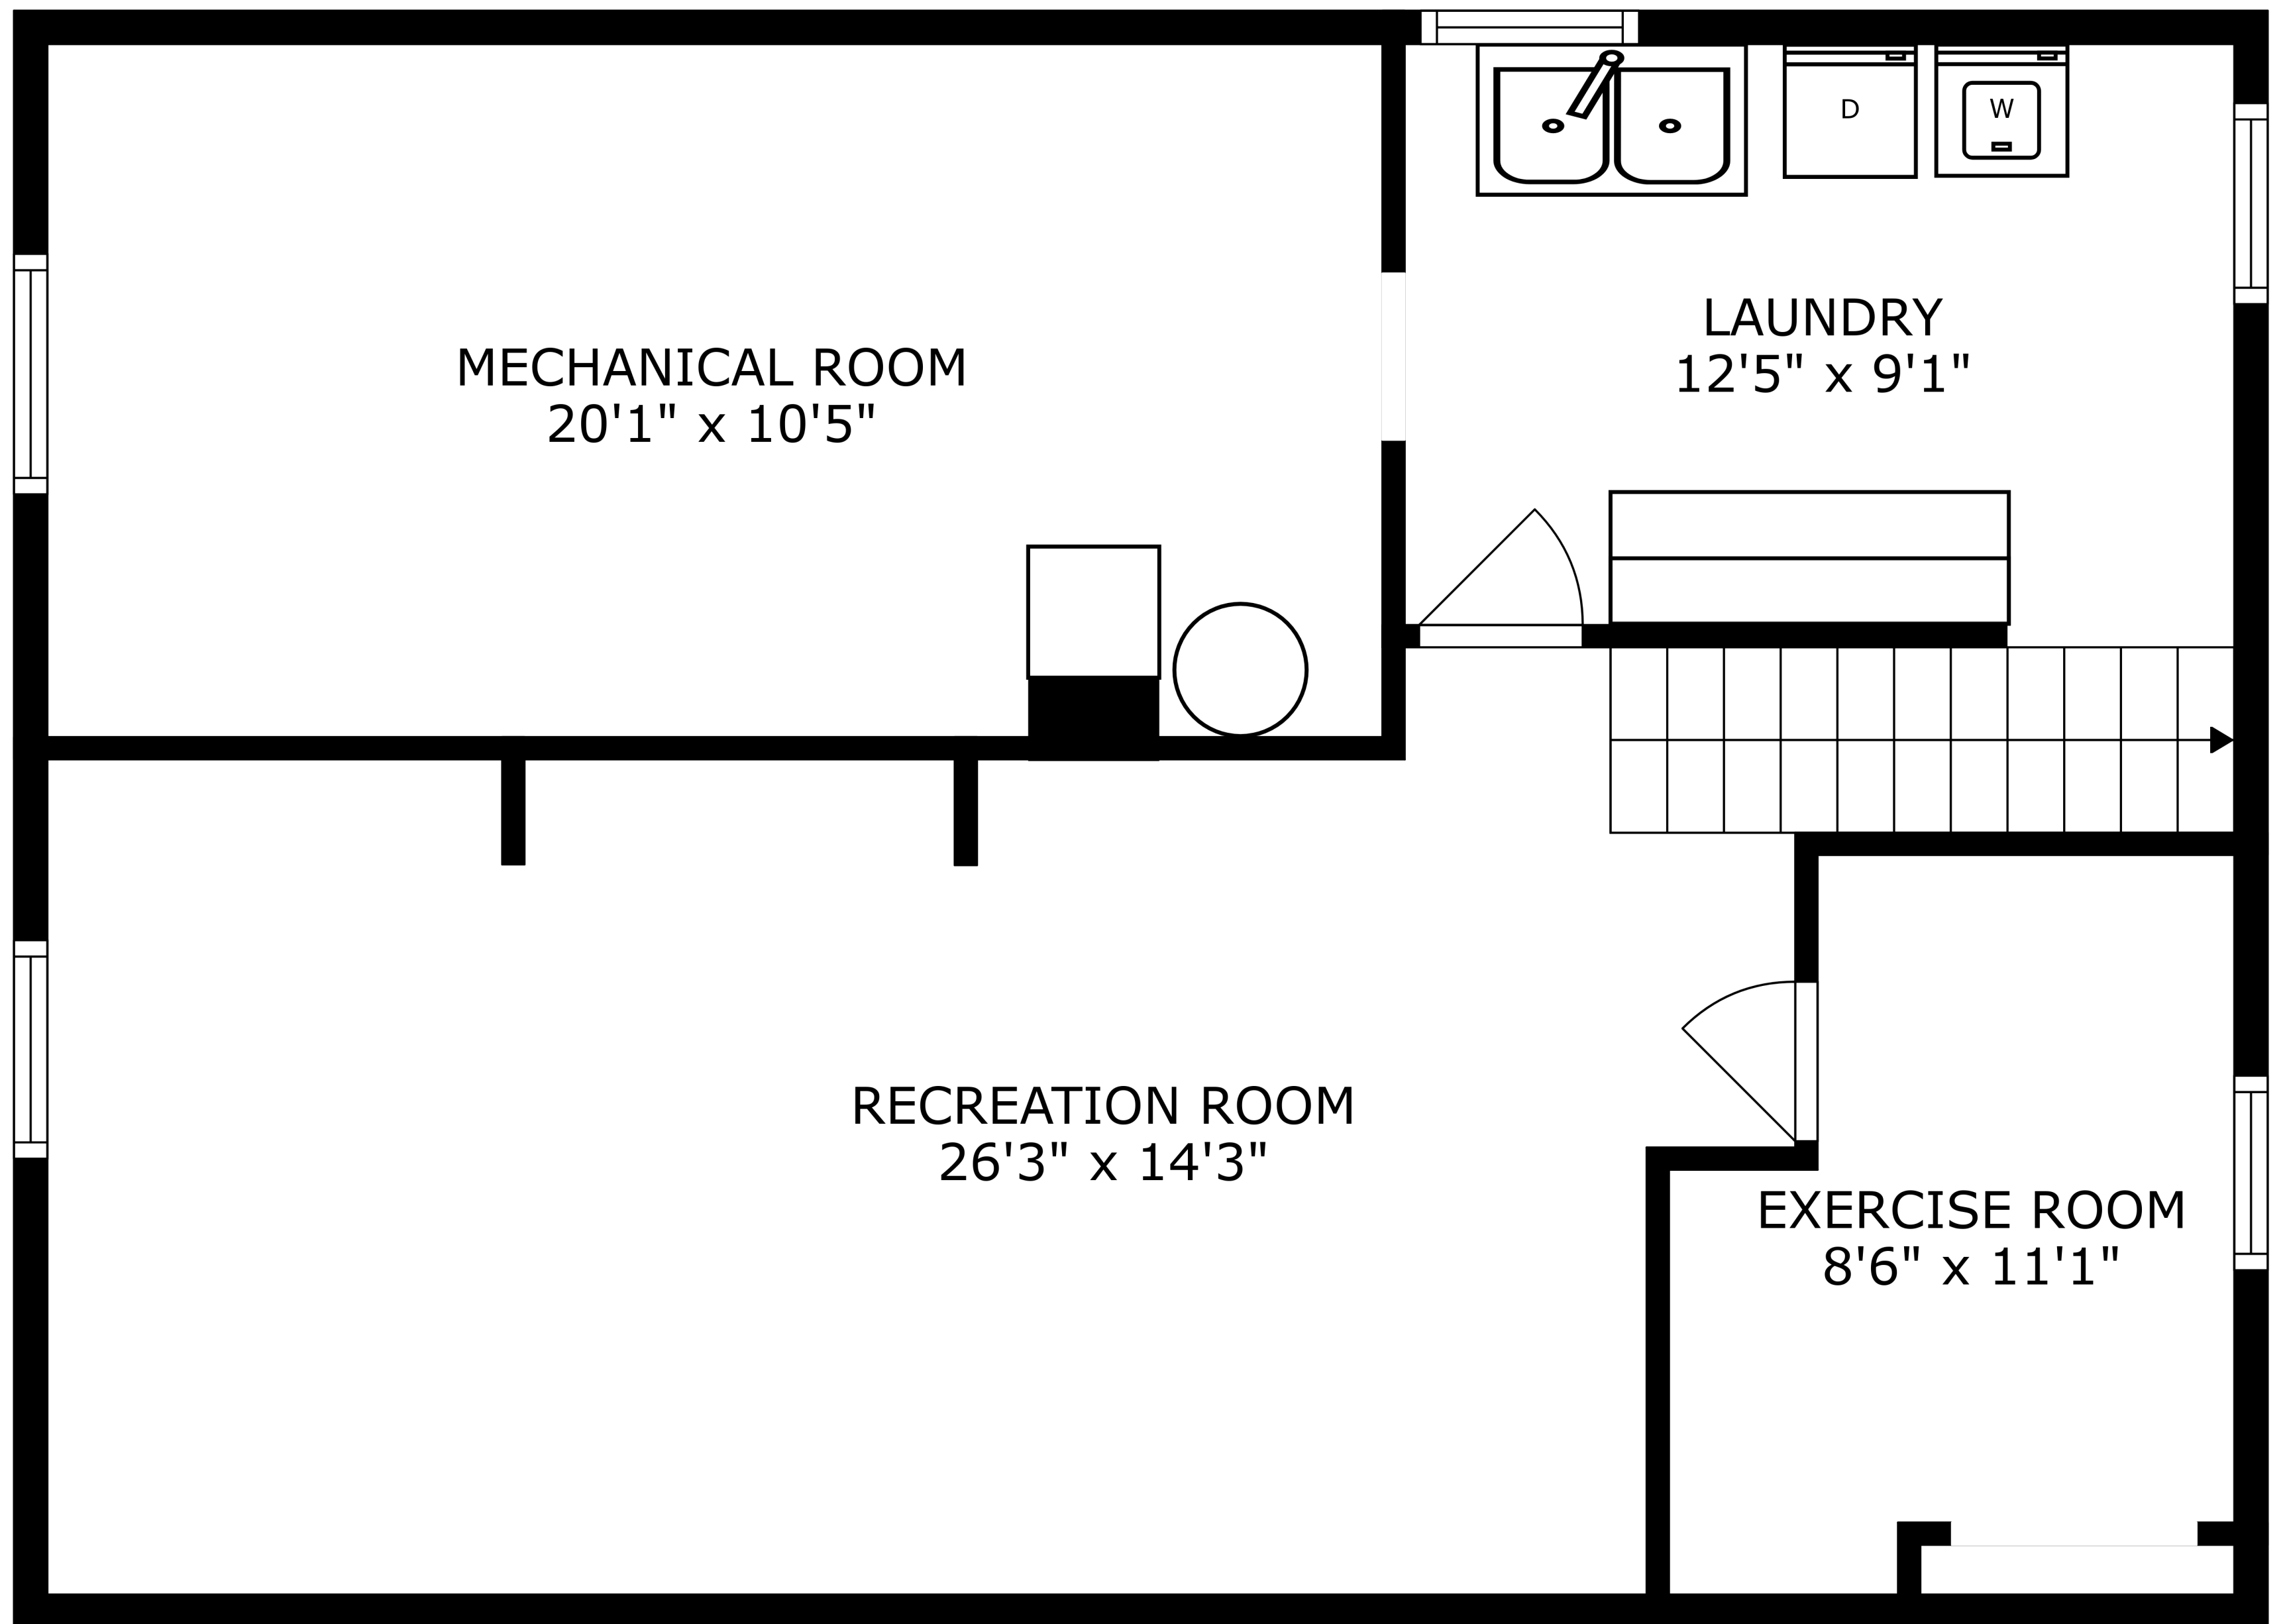 D
W
LAUNDRY
12'5" x 9'1"
MECHANICAL ROOM
20'1" x 10'5"
RECREATION ROOM
26'3" x 14'3"
EXERCISE ROOM
8'6" x 11'1"